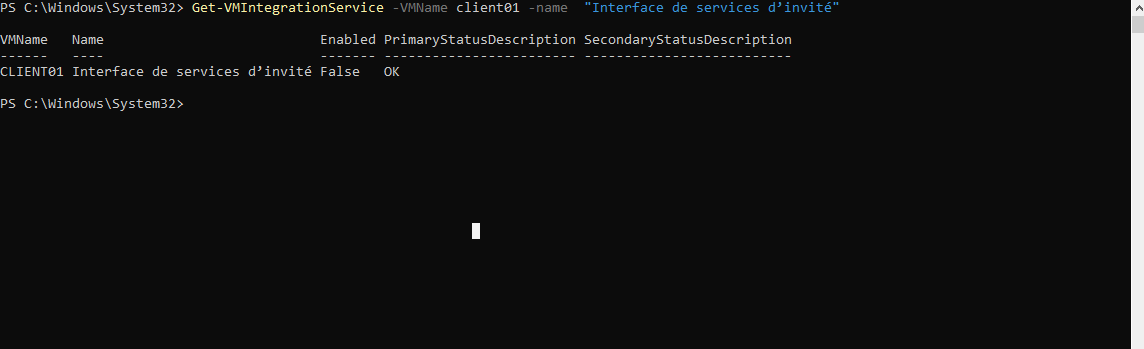 PS C:\Windows\System32> Get-VMIntegrationService -VMName client01 -name  "Interface de services d’invité"
VMName   Name                           Enabled PrimaryStatusDescription SecondaryStatusDescription
------   ----                           ------- ------------------------ --------------------------
CLIENT01 Interface de services d’invité False   OK
PS C:\Windows\System32>